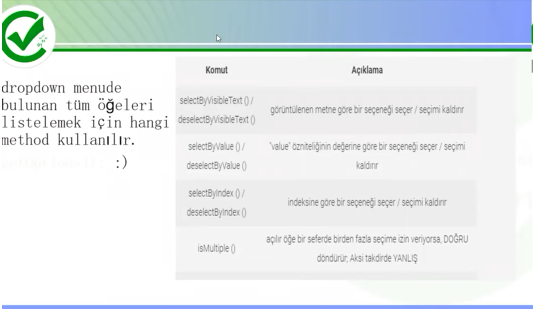 dropdown menude
bulunan tüm öğeleri
listelemek için hangi
method kullanılır.
:)
Komut Açıklama
selectByVisibleText () /
deselectByVisibleText ()
görüntülenen metne göre bir seçeneği seçer / seçimi kaldırır
selectByValue () /
deselectByValue ()
"value" özniteliğinin değerine göre bir seçeneği seçer / seçimi
kaldırır
selectByIndex () /
deselectByIndex ()
indeksine göre bir seçeneği seçer / seçimi kaldırır
isMultiple ()
açılır öğe bir seferde birden fazla seçime izin veriyorsa, DOĞRU
döndürür; Aksi takdirde YANLIŞ